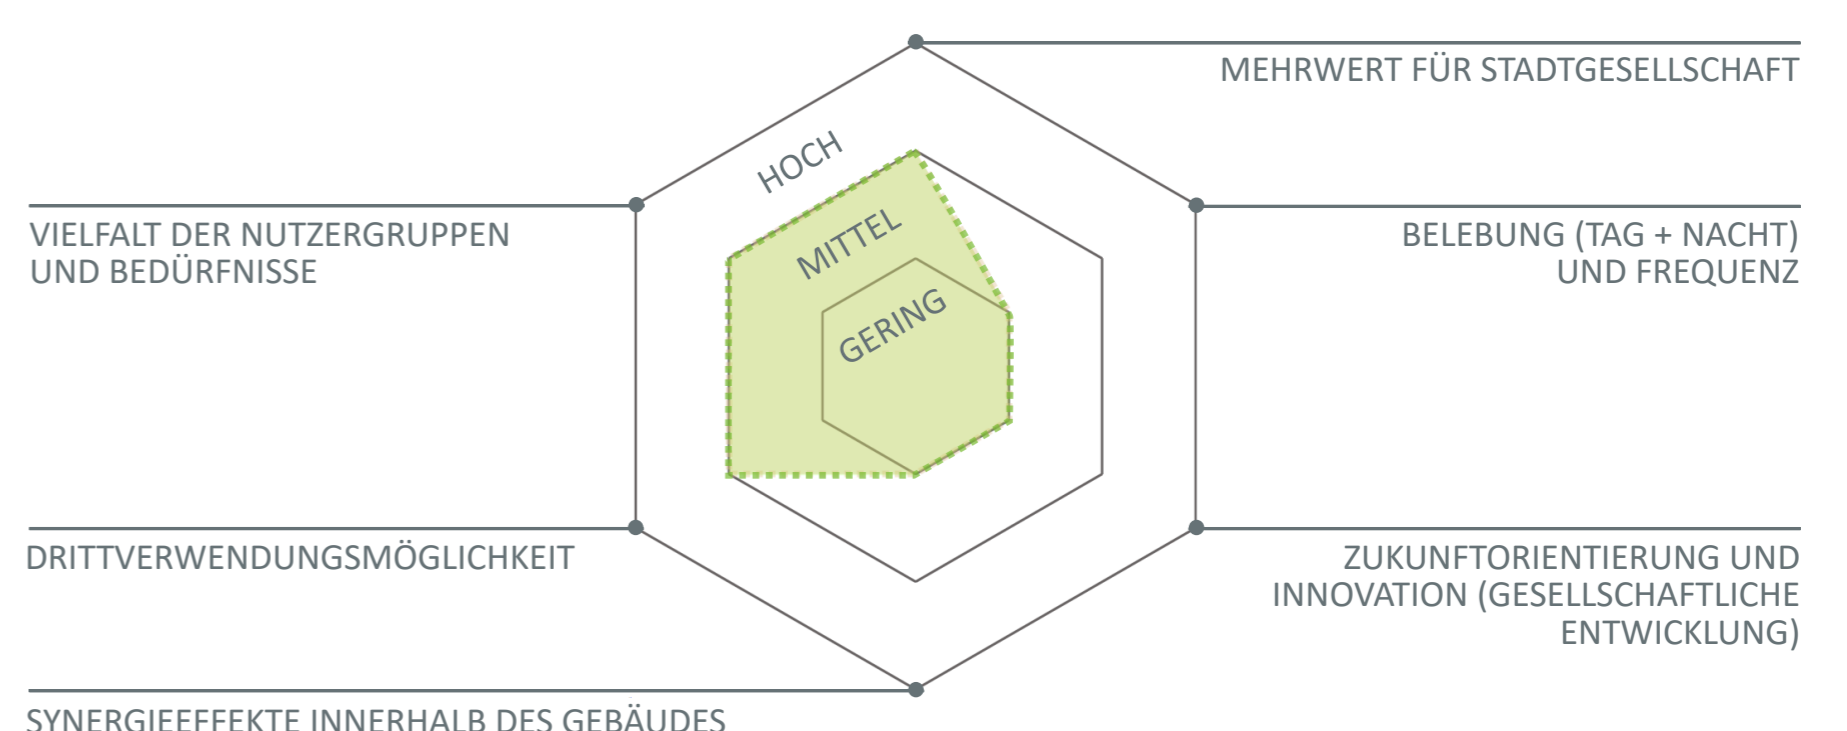 MEHRWERT FÜR STADTGESELLSCHAFT
HOCH
MITTEL
GERING
VIELFALT DER NUTZERGRUPPEN
UND BEDÜRFNISSE
BELEBUNG (TAG + NACHT)
UND FREQUENZ
DRITTVERWENDUNGSMÖGLICHKEIT
ZUKUNFTORIENTIERUNG UND
INNOVATION (GESELLSCHAFTLICHE
ENTWICKLUNG)
SYNERGIEEFFEKTE INNERHALB DES GEBÄUDES